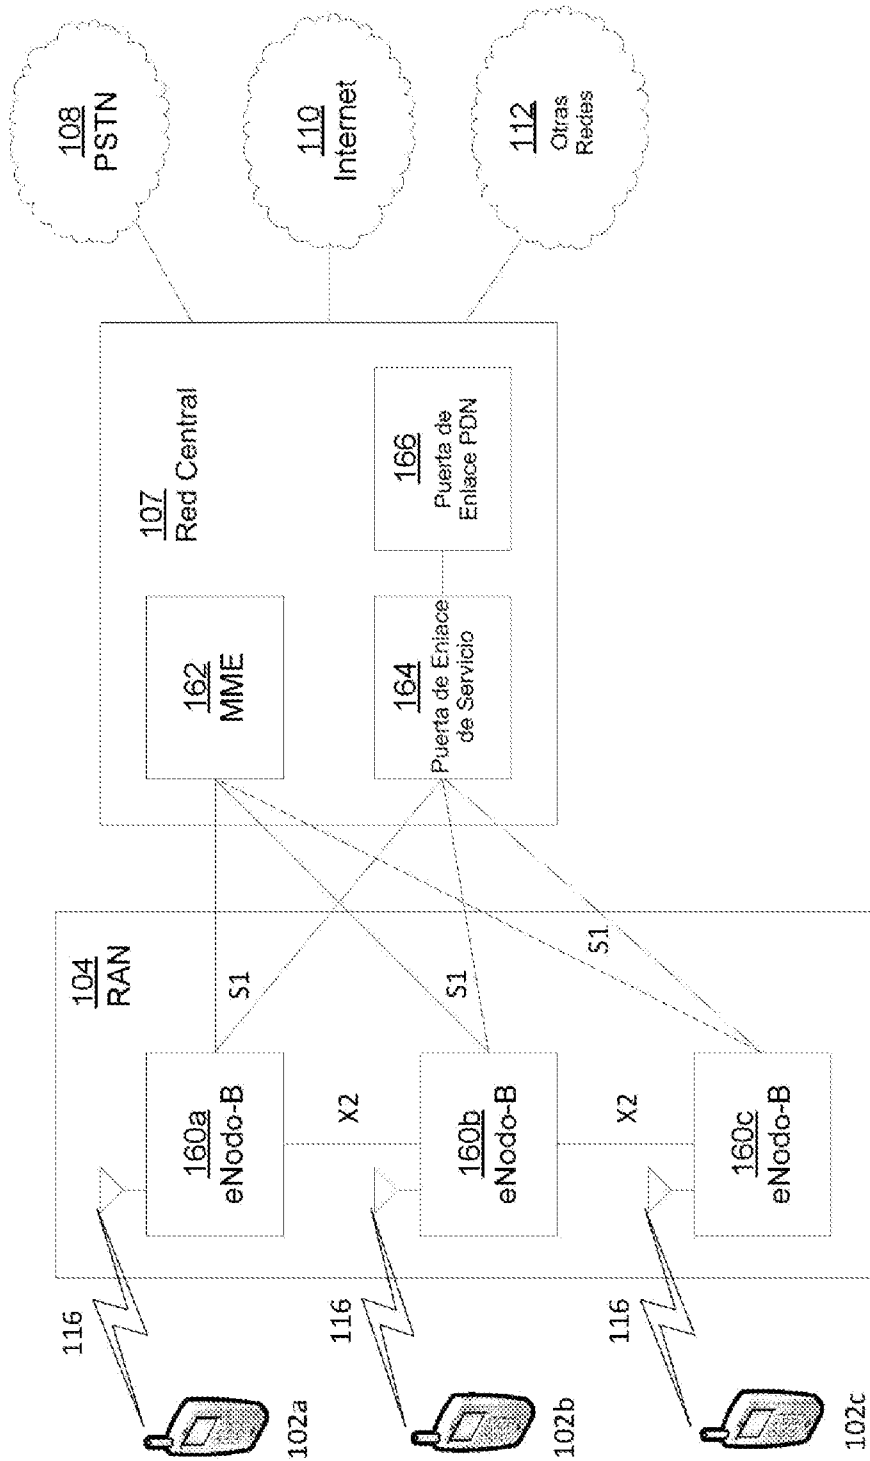 108
PSTN
110
Internet
112
Otras
Redes
107
Red Central
162
MME
164
Puerta de Enlace
de Servicio
166
Puerta de
Enlace PDN
104
RAN
S1
S1
S1
160a
eNodo-B
X2
160b
eNodo-B
X2
160c
eNodo-B
116
116
116
102a
102b
102c